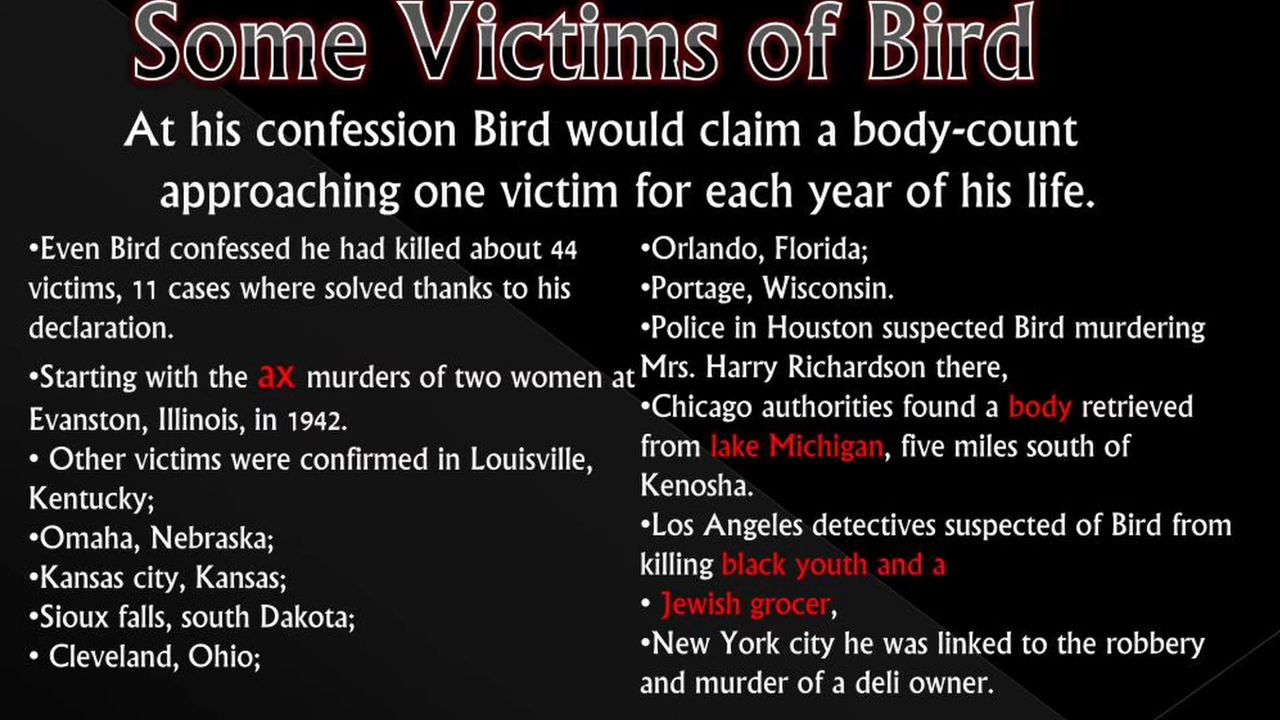 Some Victims of Bird
At his confession Bird would claim a body-count
approaching one victim for each year of his life.
•Even Bird confessed he had killed about 44
victims, 11 cases where solved thanks to his
declaration.
•Starting with the ax murders of two women at
Evanston, Illinois, in 1942.
• Other victims were confirmed in Louisville,
Kentucky;
•Omaha, Nebraska;
•Kansas city, Kansas;
•Sioux falls, south Dakota;
• Cleveland, Ohio;
•Orlando, Florida;
•Portage, Wisconsin.
•Police in Houston suspected Bird murdering
Mrs. Harry Richardson there,
•Chicago authorities found a body retrieved
from lake Michigan, five miles south of
Kenosha.
•Los Angeles detectives suspected of Bird from
killing black youth and a
• Jewish grocer,
•New York city he was linked to the robbery
and murder of a deli owner.